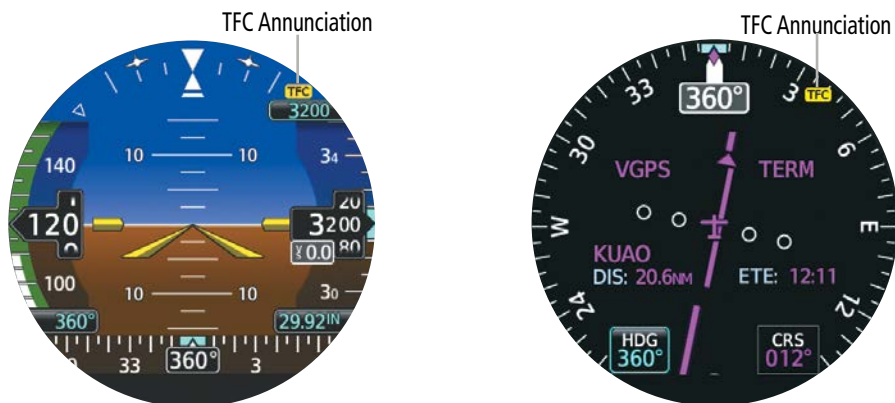 TFC Annunciation
TFC
3200
140
10 10
34
120
3200
20
80
VS 0.0
100
10 10
30
360°
29.92IN
33 360° 3
TFC Annunciation
33 360° 3
TFC
30
6
VGPS TERM
W
E
KUAO
DIS: 20.6NM ETE: 12:11
24
12
HDG
360°
CRS
012°